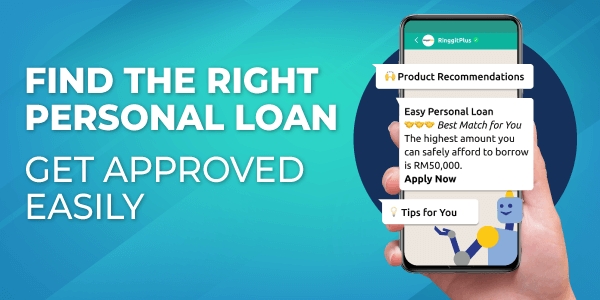 FIND THE RIGHT
PERSONAL LOAN
GET APPROVED
EASILY
RinggitPlus
Product Recommendations
Easy Personal Loan
Best Match for You
The highest amount you
can safely afford to borrow
is RM50,000.
Apply Now
Tips for You